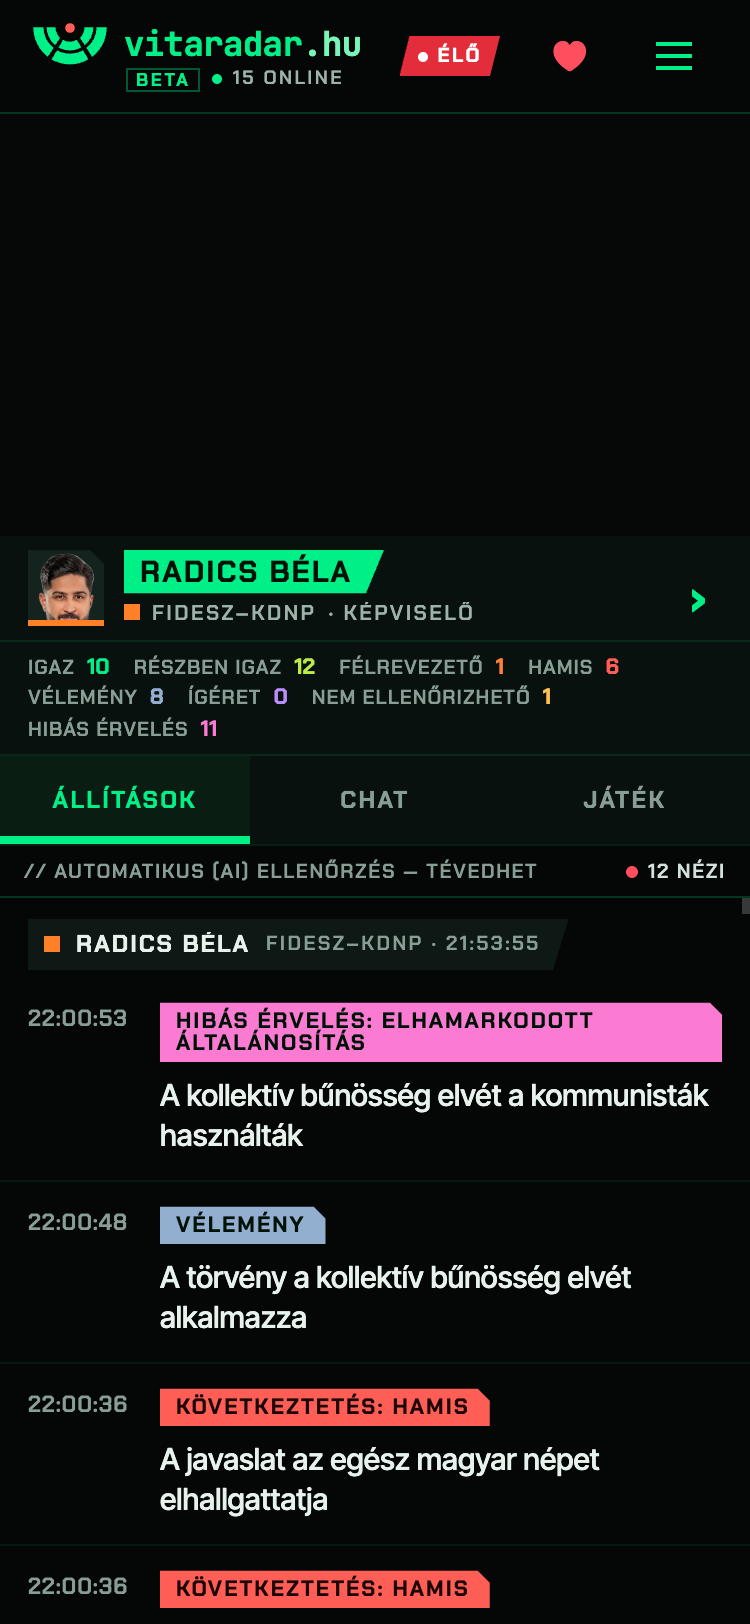 vitaradar.hu
BETA 15 ONLINE
ÉLŐ
RADICS BÉLA
FIDESZ–KDNP · KÉPVISELŐ
IGAZ 10 RÉSZBEN IGAZ 12 FÉLREVEZETŐ 1 HAMIS 6
VÉLEMÉNY 8 ÍGÉRET 0 NEM ELLENŐRIZHETŐ 1
HIBÁS ÉRVELÉS 11
ÁLLÍTÁSOK CHAT JÁTÉK
// AUTOMATIKUS (AI) ELLENŐRZÉS — TÉVEDHET 12 NÉZI
RADICS BÉLA FIDESZ–KDNP · 21:53:55
22:00:53 HIBÁS ÉRVELÉS: ELHAMARKODOTT
ÁLTALÁNOSÍTÁS
A kollektív bűnösség elvét a kommunisták
használták
22:00:48 VÉLEMÉNY
A törvény a kollektív bűnösség elvét
alkalmazza
22:00:36 KÖVETKEZTETÉS: HAMIS
A javaslat az egész magyar népet
elhallgattatja
22:00:36 KÖVETKEZTETÉS: HAMIS